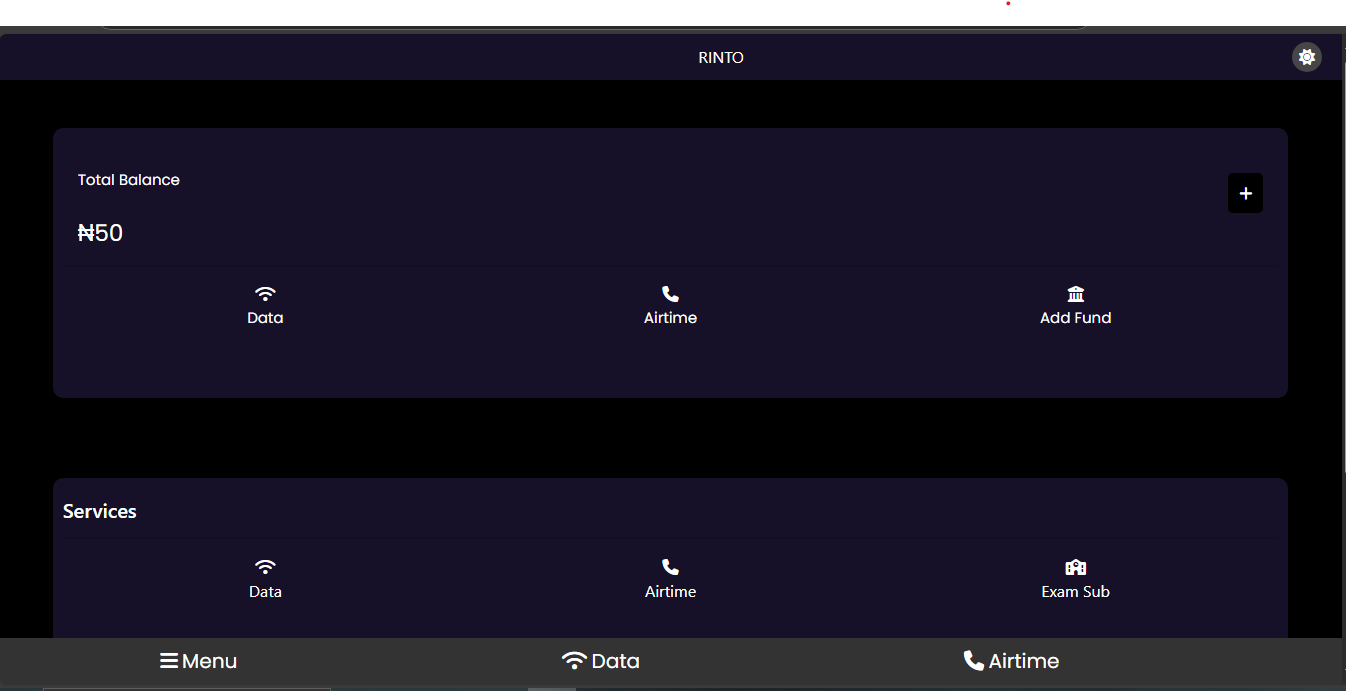 RINTO
Total Balance
₦50
Data Airtime Add Fund
Services
Data Airtime Exam Sub
Menu Data Airtime